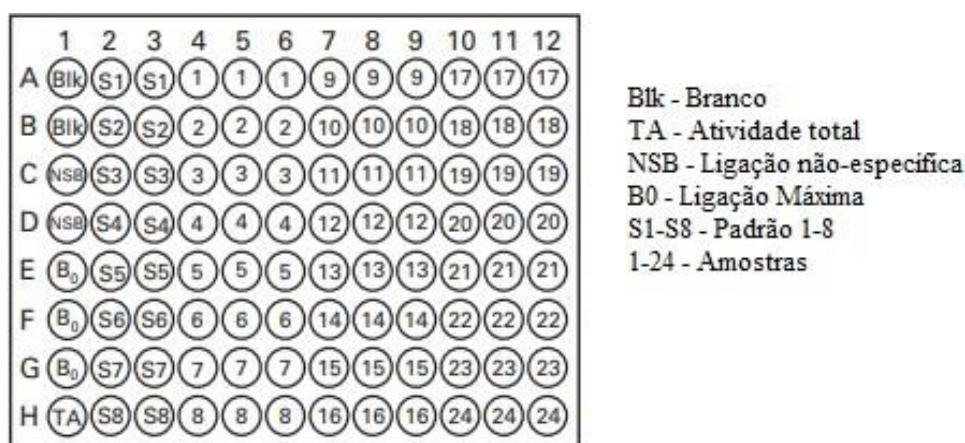 1 2 3 4 5 6 7 8 9 10 11 12
A Blk S1 S1 1 1 1 9 9 9 17 17 17
B Blk S2 S2 2 2 2 10 10 10 18 18 18
C NSB S3 S3 3 3 3 11 11 11 19 19 19
D NSB S4 S4 4 4 4 12 12 12 20 20 20
E B₀ S5 S5 5 5 5 13 13 13 21 21 21
F B₀ S6 S6 6 6 6 14 14 14 22 22 22
G B₀ S7 S7 7 7 7 15 15 15 23 23 23
H TA S8 S8 8 8 8 16 16 16 24 24 24
Blk - Branco
TA - Atividade total
NSB - Ligação não-especifica
B0 - Ligação Máxima
S1-S8 - Padrão 1-8
1-24 - Amostras